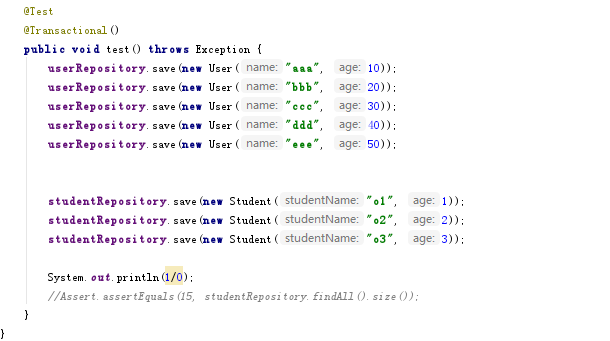 @Test
@Transactional()
public void test() throws Exception {
userRepository.save(new User( name: "aaa", age: 10));
userRepository.save(new User( name: "bbb", age: 20));
userRepository.save(new User( name: "ccc", age: 30));
userRepository.save(new User( name: "ddd", age: 40));
userRepository.save(new User( name: "eee", age: 50));
studentRepository.save(new Student( studentName: "o1", age: 1));
studentRepository.save(new Student( studentName: "o2", age: 2));
studentRepository.save(new Student( studentName: "o3", age: 3));
System.out.println(1/0);
//Assert.assertEquals(15, studentRepository.findAll().size());
}
}